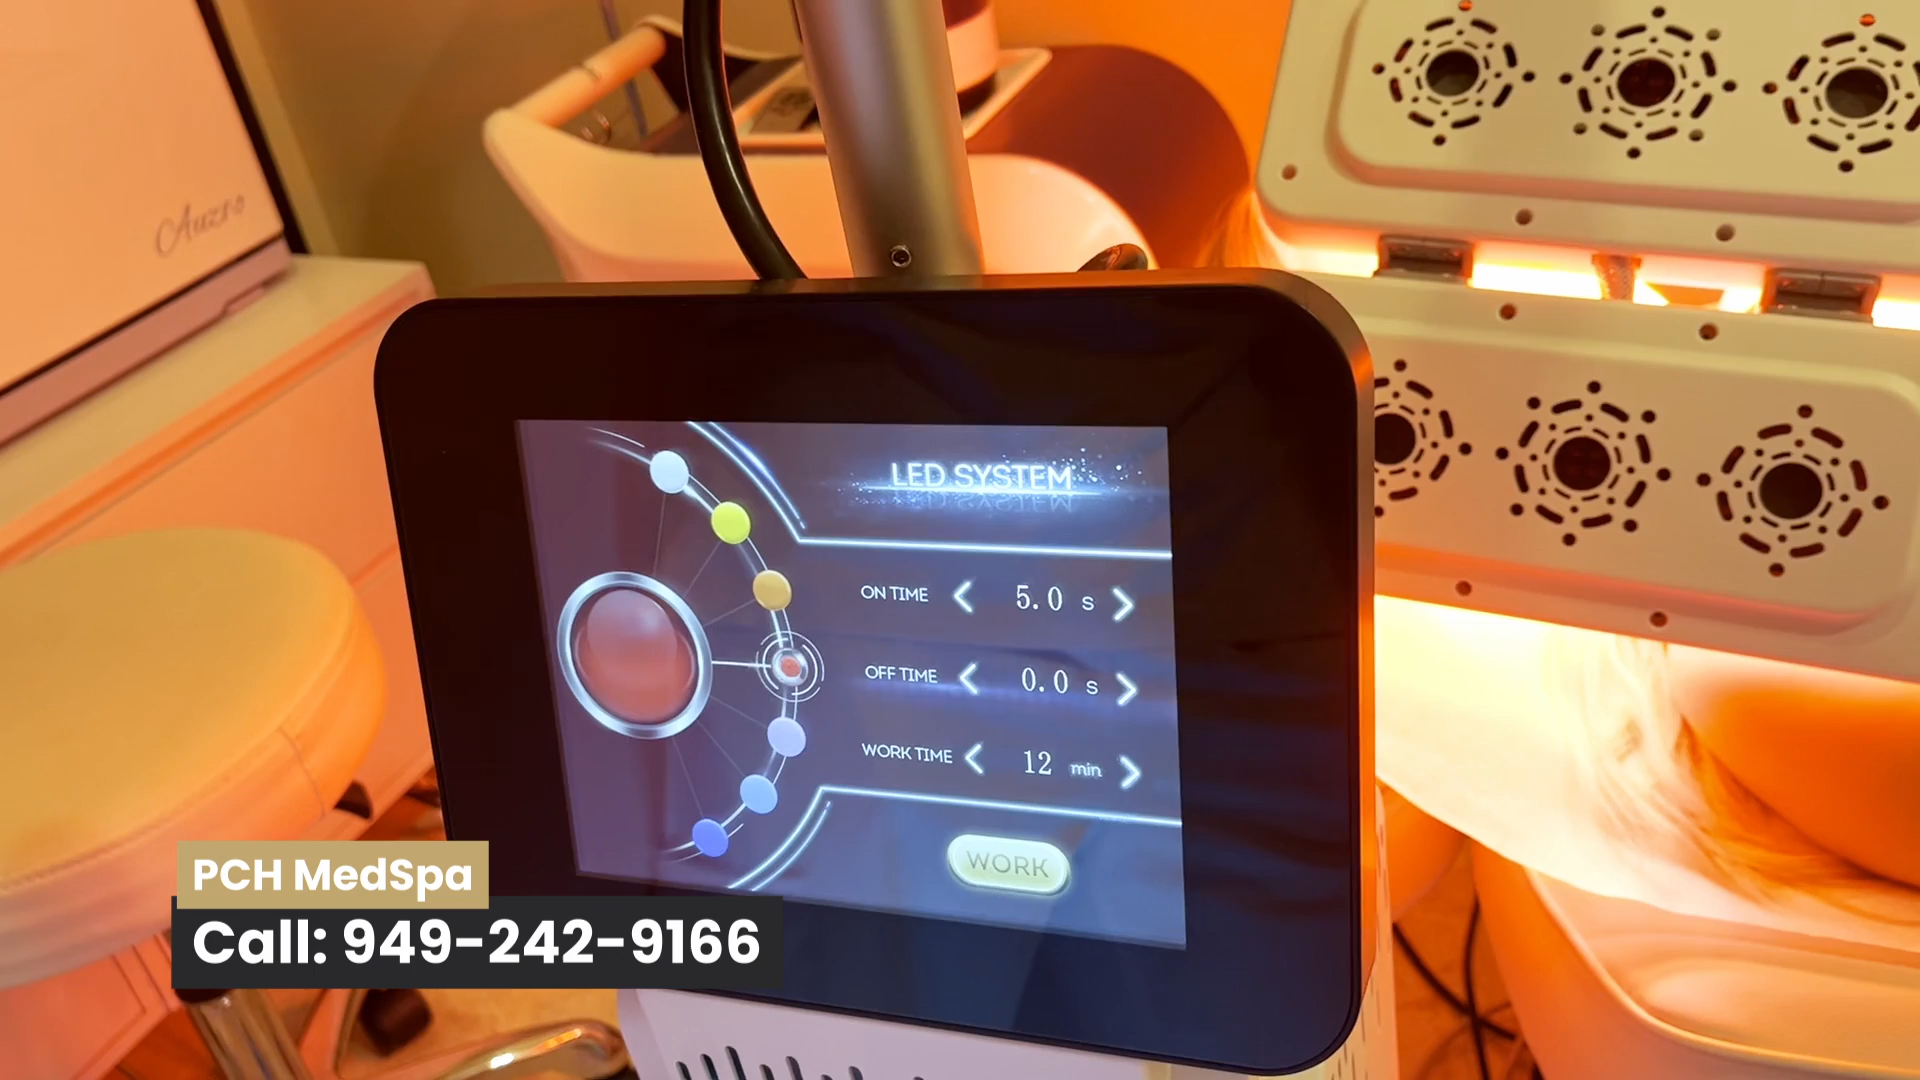 LED SYSTEM
ON TIME 5.0 s
OFF TIME 0.0 s
WORK TIME 12 min
WORK
PCH MedSpa
Call: 949-242-9166